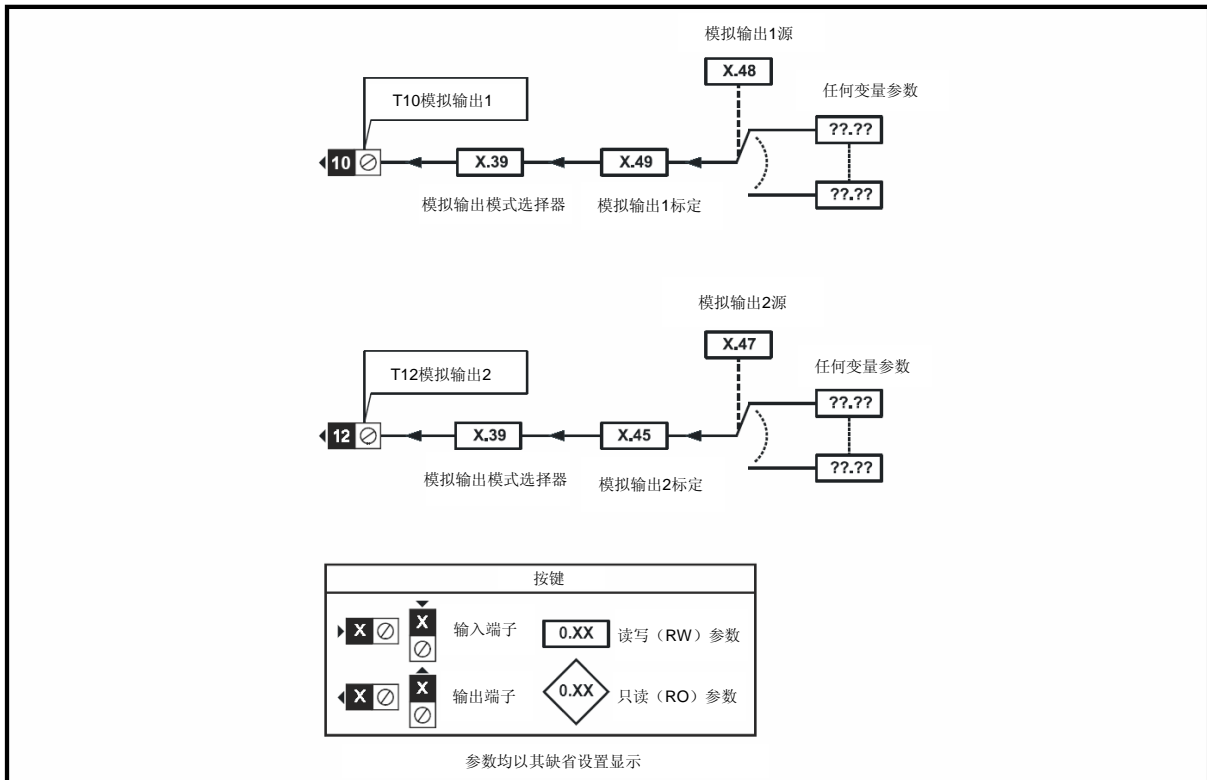 模拟输出1源
X.48
任何变量参数
T10模拟输出1
??.??
10
X.39
X.49
??.??
模拟输出模式选择器
模拟输出1标定
模拟输出2源
X.47
任何变量参数
T12模拟输出2
??.??
12
X.39
X.45
??.??
模拟输出模式选择器
模拟输出2标定
按键
X
X
输入端子
0.XX
读写（RW）参数
X
X
输出端子
0.XX
只读（RO）参数
参数均以其缺省设置显示